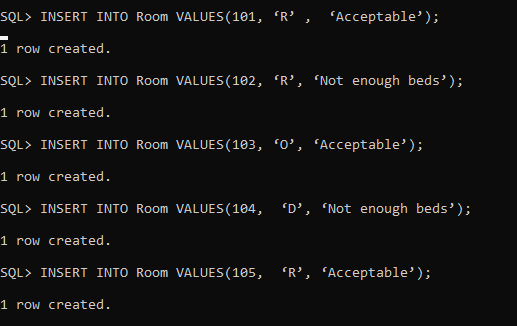 SQL> INSERT INTO Room VALUES(101, ‘R’ ,  ‘Acceptable’);
1 row created.
SQL> INSERT INTO Room VALUES(102, ‘R’, ‘Not enough beds’);
1 row created.
SQL> INSERT INTO Room VALUES(103, ‘O’, ‘Acceptable’);
1 row created.
SQL> INSERT INTO Room VALUES(104,  ‘D’, ‘Not enough beds’);
1 row created.
SQL> INSERT INTO Room VALUES(105,  ‘R’, ‘Acceptable’);
1 row created.